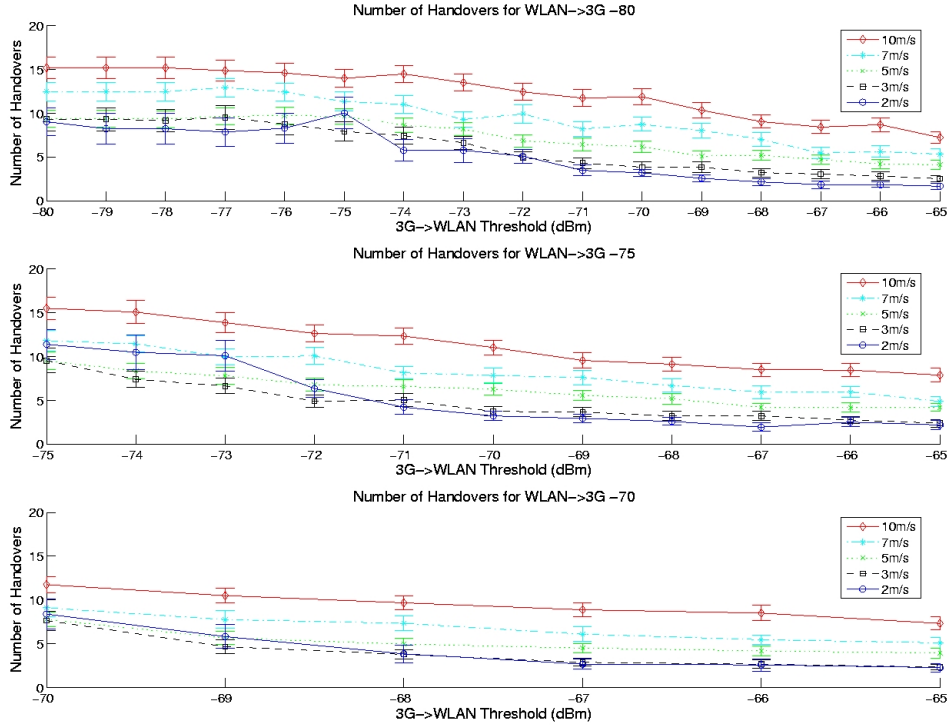 Number of Handovers for WLAN->3G -80
Number of Handovers
20
15
10
5
0
10m/s
7m/s
5m/s
3m/s
2m/s
-80 -79 -78 -77 -76 -75 -74 -73 -72 -71 -70 -69 -68 -67 -66 -65
3G->WLAN Threshold (dBm)
Number of Handovers for WLAN->3G -75
Number of Handovers
20
15
10
5
0
10m/s
7m/s
5m/s
3m/s
2m/s
-75 -74 -73 -72 -71 -70 -69 -68 -67 -66 -65
3G->WLAN Threshold (dBm)
Number of Handovers for WLAN->3G -70
Number of Handovers
20
15
10
5
0
10m/s
7m/s
5m/s
3m/s
2m/s
-70 -69 -68 -67 -66 -65
3G->WLAN Threshold (dBm)